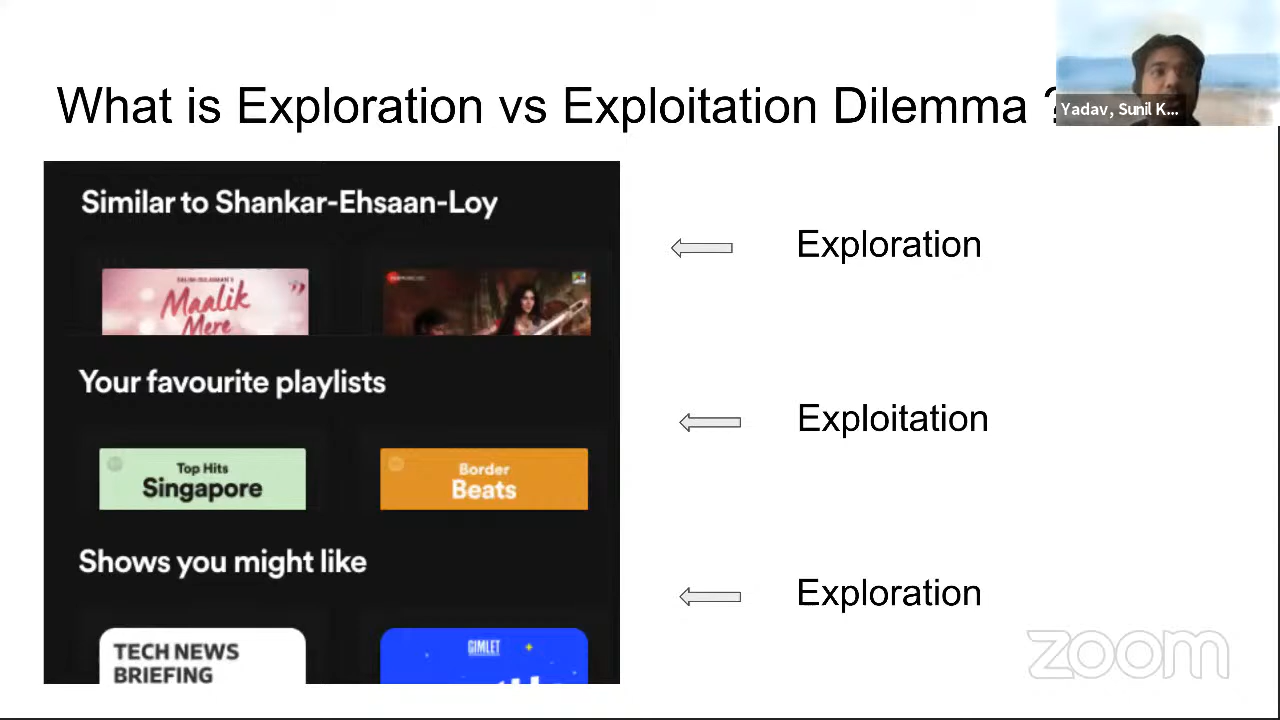 What is Exploration vs Exploitation Dilemma ?
Yadav, Sunil K...
Similar to Shankar-Ehsaan-Loy
Exploration
Maalik
Mere
Your favourite playlists
Exploitation
Top Hits
Singapore
Border
Beats
Shows you might like
Exploration
TECH NEWS
BRIEFING
GIMLET
zoom